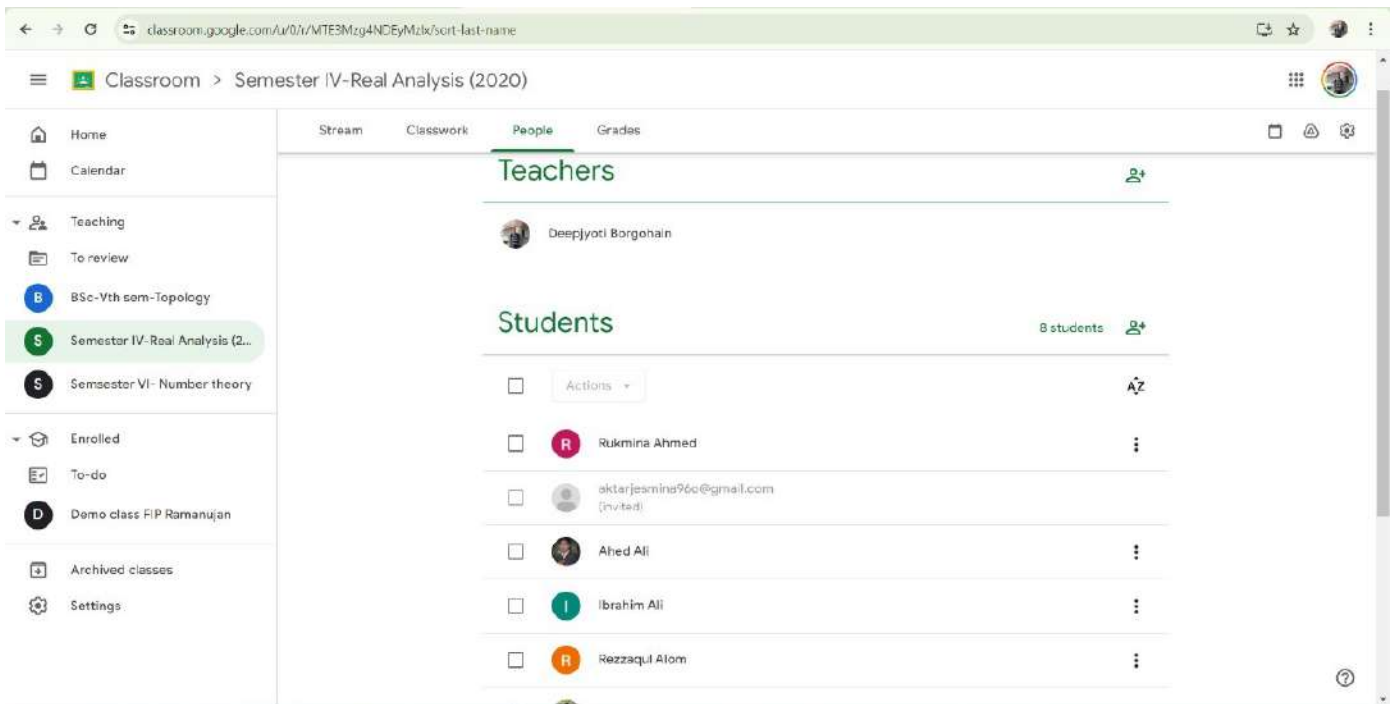 classroom.google.com/u/0/r/MTE3Mzg4NDEyMzIx/sort-last-name
Classroom > Semester IV-Real Analysis (2020)
Home
Calendar
Teaching
To review
B
BSc-Vth sem-Topology
S
Semester IV-Real Analysis (2...
S
Semsester VI- Number theory
Enrolled
To-do
D
Demo class FIP Ramanujan
Archived classes
Settings
Stream Classwork People Grades
Teachers
Deepjyoti Borgohain
Students 8 students
Actions AZ
R Rukmina Ahmed
aktarjesmina960@gmail.com
(invited)
Ahed Ali
I Ibrahim Ali
R Rezzaqul Alom